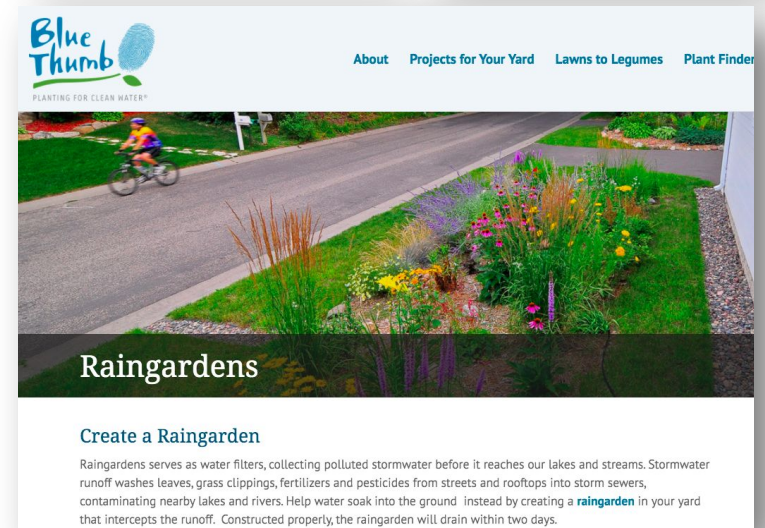 Blue
Thumb
PLANTING FOR CLEAN WATER®
About Projects for Your Yard Lawns to Legumes Plant Finder
Raingardens
Create a Raingarden
Raingardens serves as water filters, collecting polluted stormwater before it reaches our lakes and streams. Stormwater
runoff washes leaves, grass clippings, fertilizers and pesticides from streets and rooftops into storm sewers,
contaminating nearby lakes and rivers. Help water soak into the ground instead by creating a raingarden in your yard
that intercepts the runoff. Constructed properly, the raingarden will drain within two days.